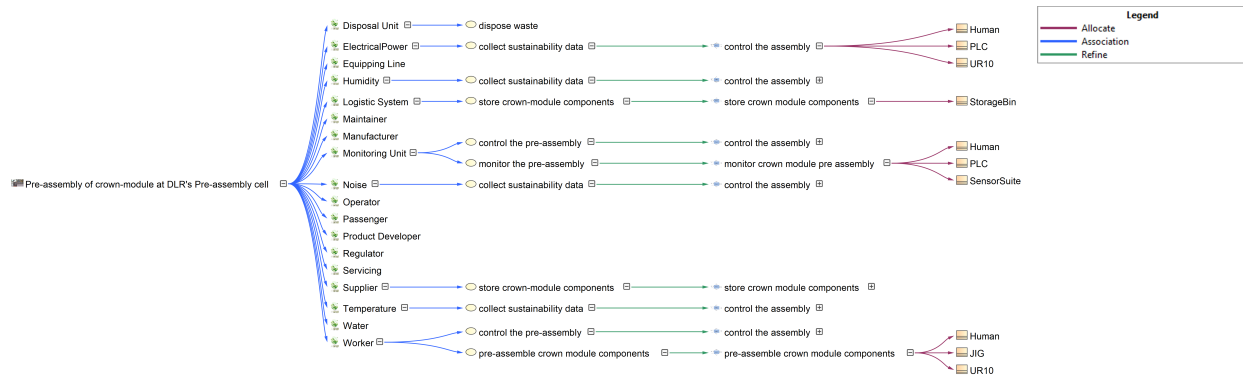 Legend
Allocate
Association
Refine
Pre-assembly of crown-module at DLR's Pre-assembly cell
Disposal Unit
dispose waste
ElectricalPower
collect sustainability data
control the assembly
Human
PLC
UR10
Equipping Line
Humidity
collect sustainability data
control the assembly
Logistic System
store crown-module components
store crown module components
StorageBin
Maintainer
Manufacturer
Monitoring Unit
control the pre-assembly
control the assembly
monitor the pre-assembly
monitor crown module pre assembly
Human
PLC
SensorSuite
Noise
collect sustainability data
control the assembly
Operator
Passenger
Product Developer
Regulator
Servicing
Supplier
store crown-module components
store crown module components
Temperature
collect sustainability data
control the assembly
Water
Worker
control the pre-assembly
control the assembly
pre-assemble crown module components
pre-assemble crown module components
Human
JIG
UR10